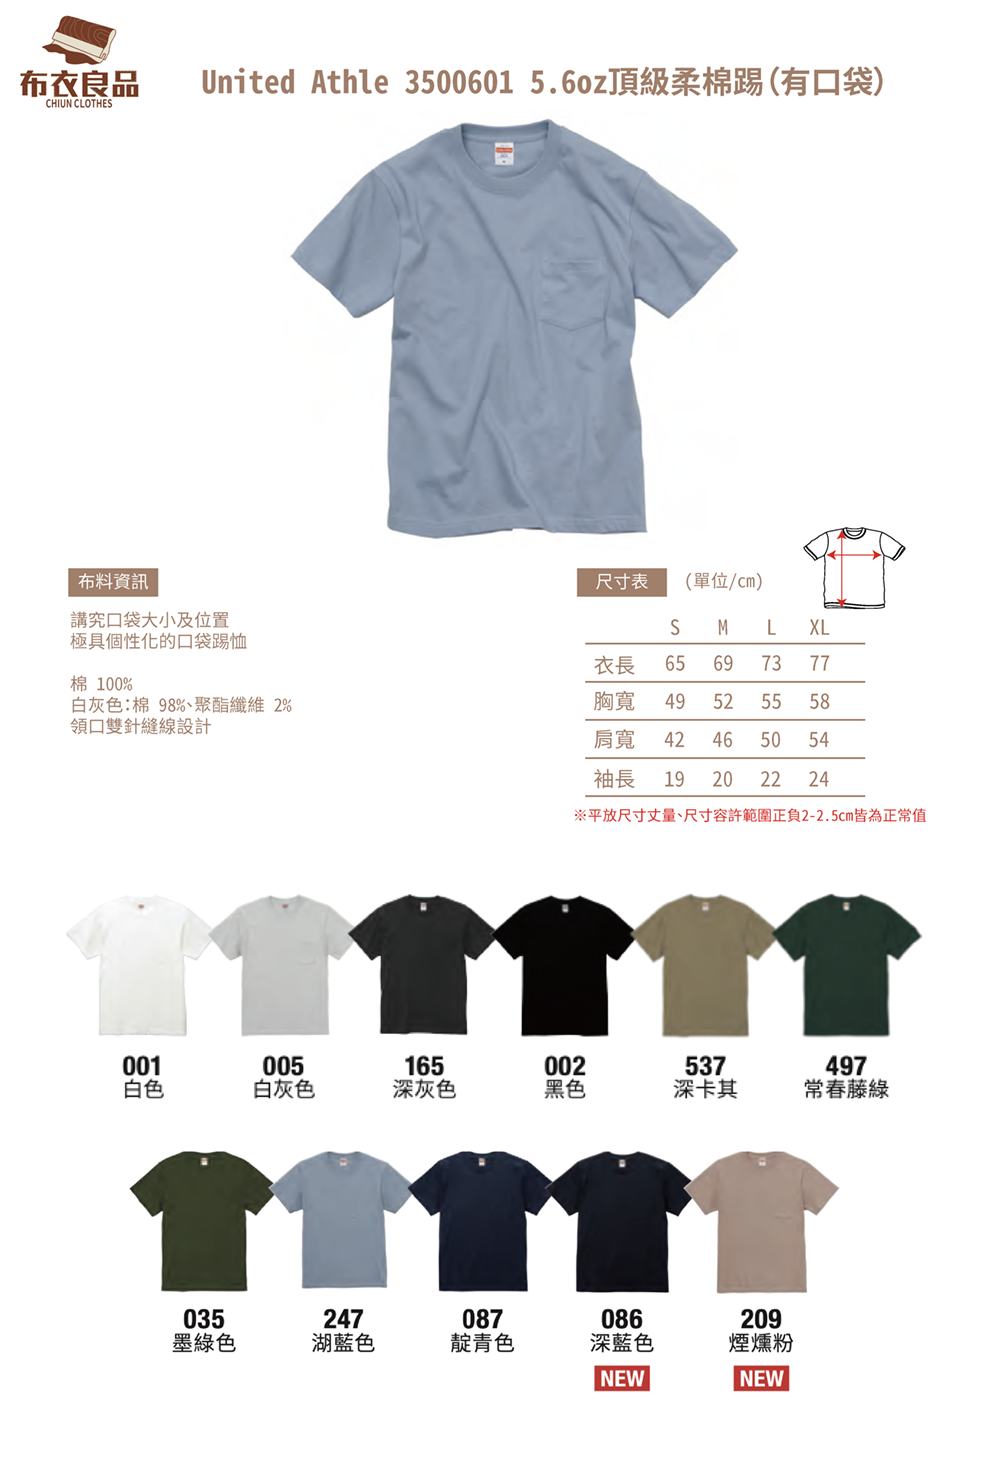 布衣良品
CHIUN CLOTHES
United Athle 3500601 5.6oz頂級柔棉踢(有口袋)
布料資訊
講究口袋大小及位置
極具個性化的口袋踢恤
棉 100%
白灰色:棉 98%、聚酯纖維 2%
領口雙針縫線設計
尺寸表 (單位/cm)
S M L XL
衣長 65 69 73 77
胸寬 49 52 55 58
肩寬 42 46 50 54
袖長 19 20 22 24
※平放尺寸丈量、尺寸容許範圍正負2-2.5cm皆為正常值
001 005 165 002 537 497
白色 白灰色 深灰色 黑色 深卡其 常春藤綠
035 247 087 086 209
墨綠色 湖藍色 靛青色 深藍色 煙燻粉
NEW NEW